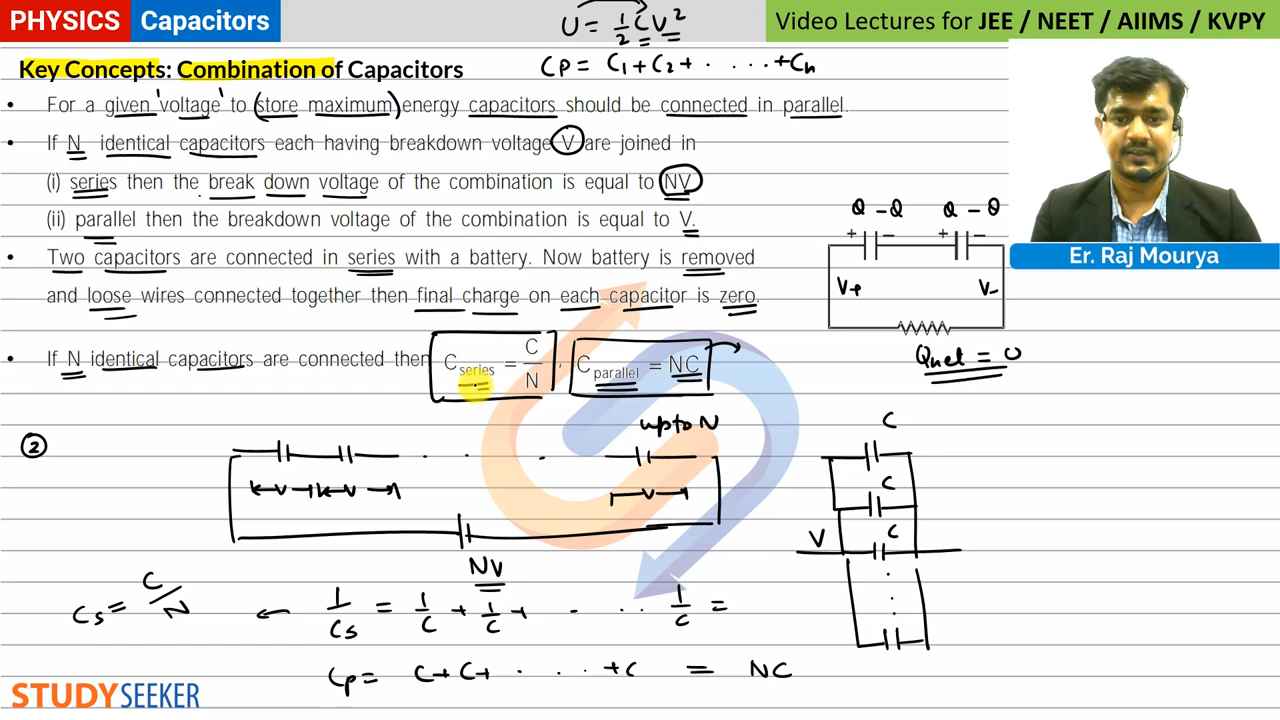 PHYSICS Capacitors
U = 1/2 CV²
Video Lectures for JEE / NEET / AIIMS / KVPY
Key Concepts: Combination of Capacitors
CP = C1 + C2 + · · · · + Cn
• For a given 'voltage' to (store maximum) energy capacitors should be connected in parallel.
• If N identical capacitors each having breakdown voltage V are joined in
(i) series then the break down voltage of the combination is equal to NV
(ii) parallel then the breakdown voltage of the combination is equal to V.
• Two capacitors are connected in series with a battery. Now battery is removed
and loose wires connected together then final charge on each capacitor is zero.
Q -Q Q -Q
+ − + −
V+ V-
Qnet = 0
Er. Raj Mourya
• If N identical capacitors are connected then C series = C/N , C parallel = NC
② upto N
V V V
NV
C
C
C
V
Cs = C/N ← 1/Cs = 1/C + 1/C + · · · 1/C =
Cp = C + C + · · · + C = NC
STUDYSEEKER